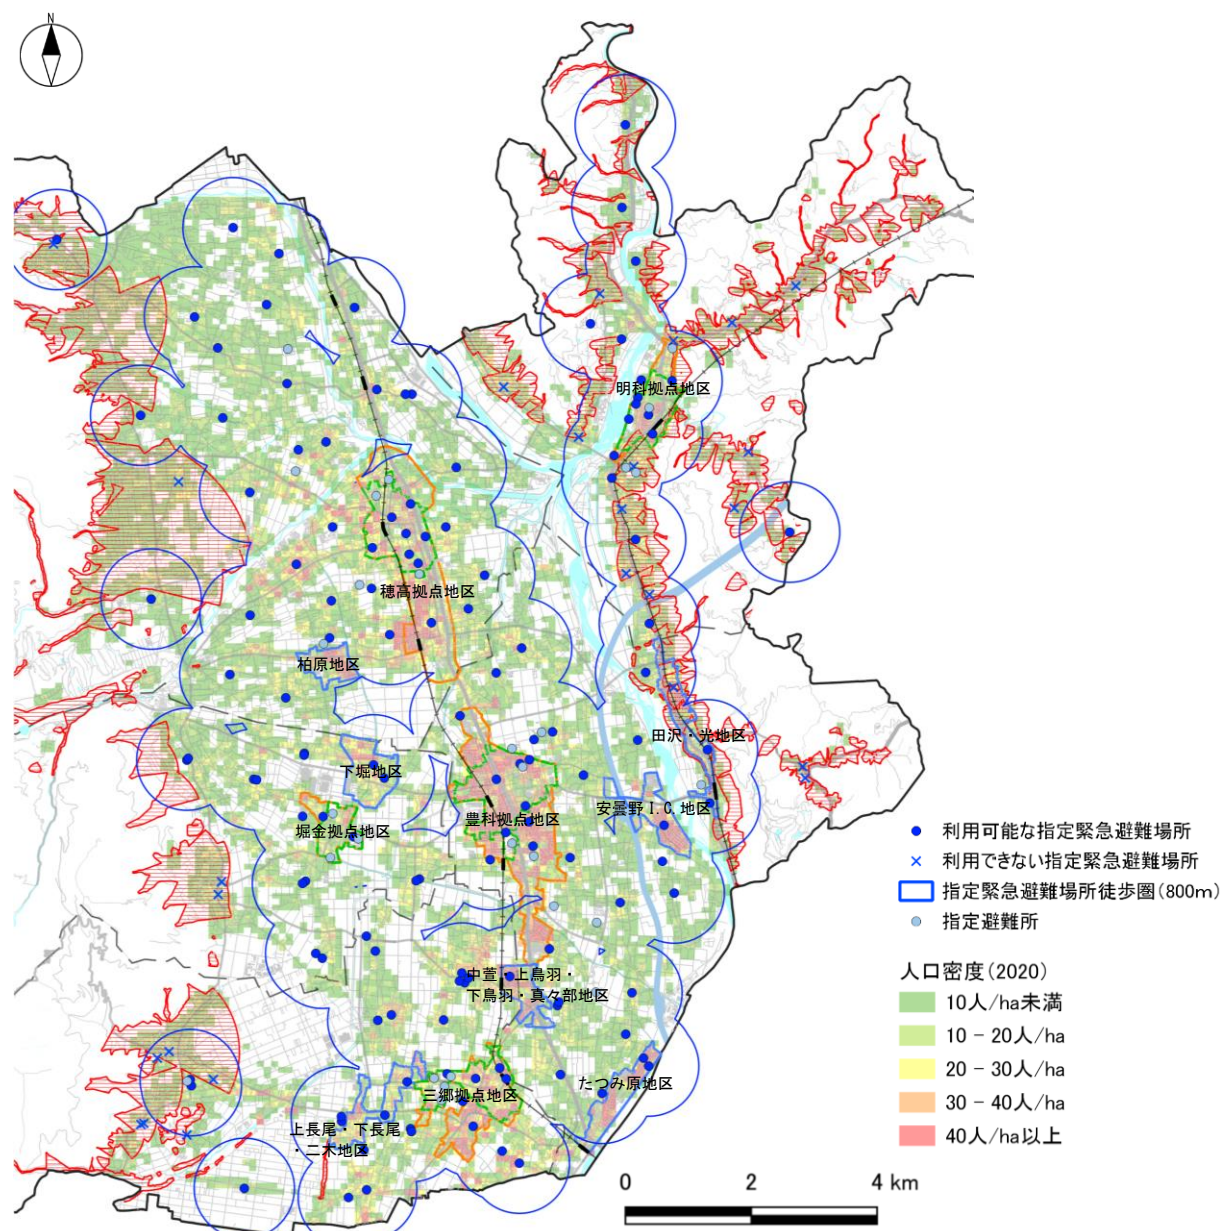 N
明科拠点地区
穂高拠点地区
柏原地区
田沢・光地区
下堀地区
安曇野I.C.地区
豊科拠点地区
堀金拠点地区
中萱・上鳥羽・
下鳥羽・真々部地区
たつみ原地区
三郷拠点地区
上長尾・下長尾
・二木地区
利用可能な指定緊急避難場所
利用できない指定緊急避難場所
指定緊急避難場所徒歩圏(800m)
指定避難所
人口密度(2020)
10人/ha未満
10 - 20人/ha
20 - 30人/ha
30 - 40人/ha
40人/ha以上
0 2 4 km